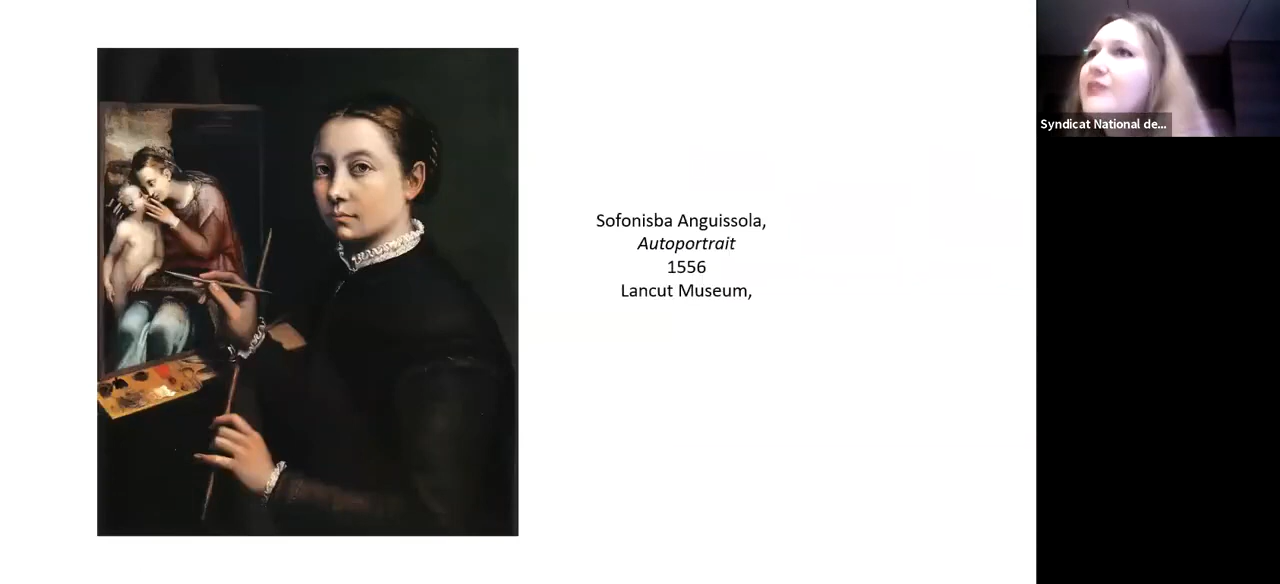 Sofonisba Anguissola,
Autoportrait
1556
Lancut Museum,
Syndicat National de...